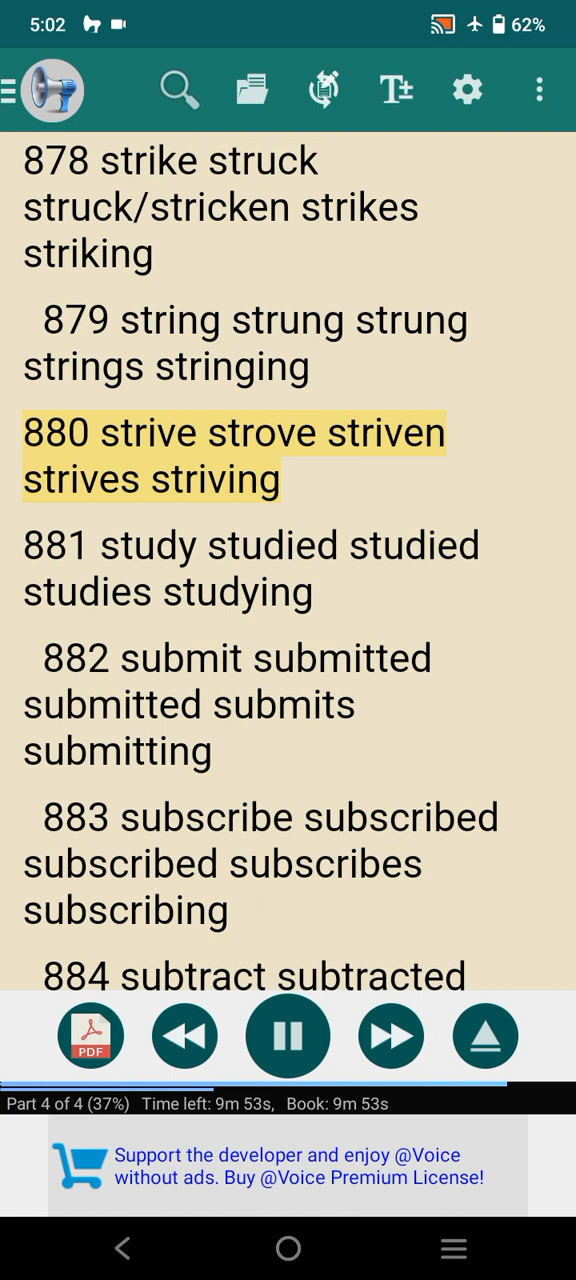 5:02
62%
T±
878 strike struck
struck/stricken strikes
striking
879 string strung strung
strings stringing
880 strive strove striven
strives striving
881 study studied studied
studies studying
882 submit submitted
submitted submits
submitting
883 subscribe subscribed
subscribed subscribes
subscribing
884 subtract subtracted
PDF
Part 4 of 4 (37%) Time left: 9m 53s, Book: 9m 53s
Support the developer and enjoy @Voice
without ads. Buy @Voice Premium License!